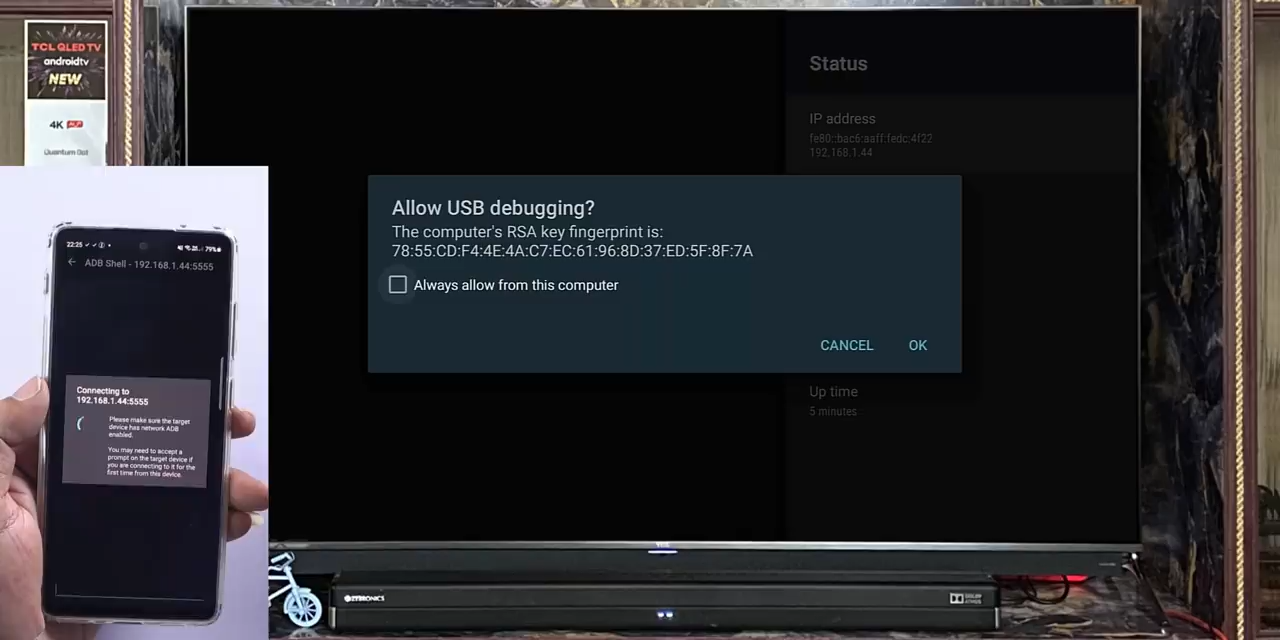 TCL QLED TV
androidtv
NEW
4K
Quantum Dot
Status
IP address
fe80::bac6:aaff:fedc:4f22
192.168.1.44
Allow USB debugging?
The computer's RSA key fingerprint is:
78:55:CD:F4:4E:4A:C7:EC:61:96:8D:37:ED:5F:8F:7A
Always allow from this computer
CANCEL OK
Up time
5 minutes
22:25
79%
ADB Shell - 192.168.1.44:5555
Connecting to
192.168.1.44:5555
Please make sure the target
device has network ADB
enabled.
You may need to accept a
prompt on the target device if
you are connecting to it for the
first time from this device.
ZEBRONICS
DOLBY
ATMOS